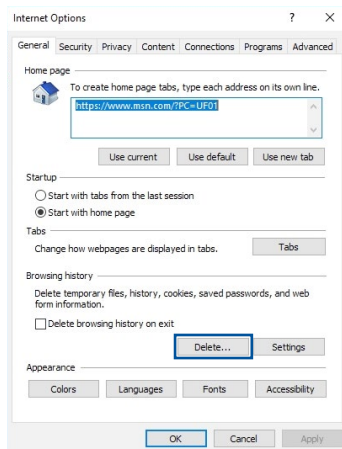 Internet Options ? X
General Security Privacy Content Connections Programs Advanced
Home page
To create home page tabs, type each address on its own line.
https://www.msn.com/?PC=UF01
Use current Use default Use new tab
Startup
Start with tabs from the last session
Start with home page
Tabs
Change how webpages are displayed in tabs. Tabs
Browsing history
Delete temporary files, history, cookies, saved passwords, and web
form information.
Delete browsing history on exit
Delete... Settings
Appearance
Colors Languages Fonts Accessibility
OK Cancel Apply